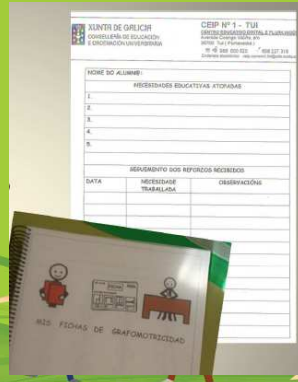 XUNTA DE GALICIA
CONSELLERÍA DE EDUCACIÓN
E ORDENACIÓN UNIVERSITARIA
CEIP Nº 1 - TUI
NOME DO ALUMNO:
NECESIDADES EDUCATIVAS ATOPADAS
1.
2.
3.
4.
5.
SEGUEMENTO DOS REFORZOS RECIBIDOS
DATA
NECESIDADE
TRABALLADA
OBSERVACIÓNS
MIS FICHAS DE GRAFOMOTRICIDAD